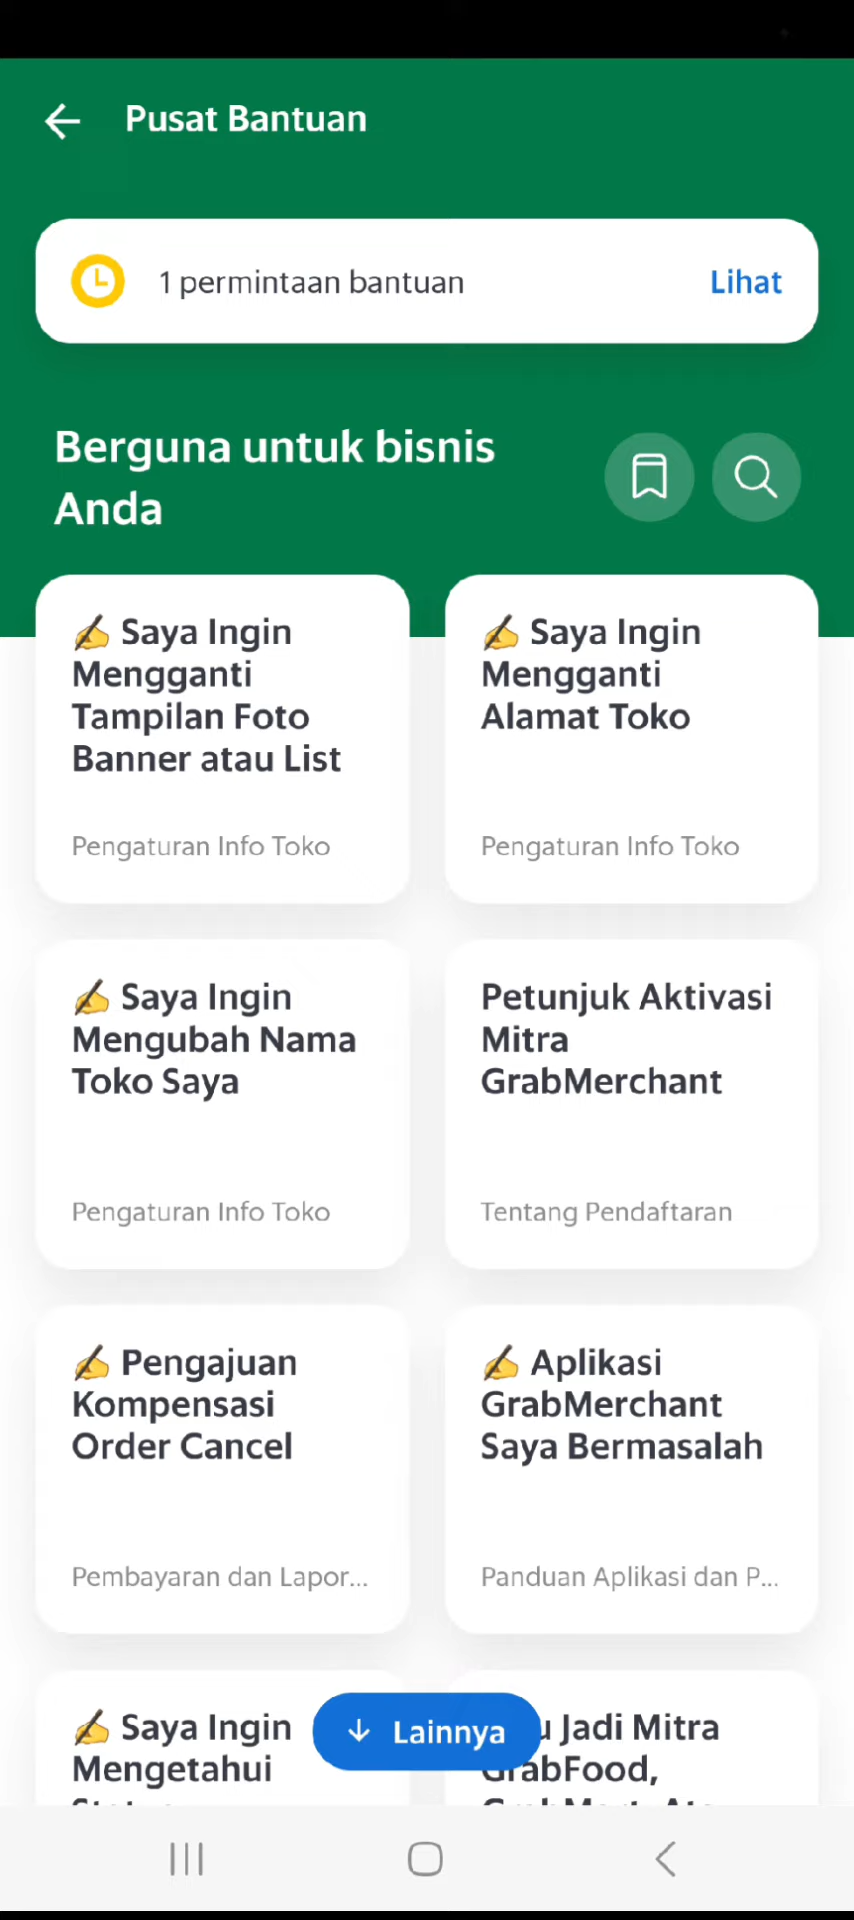 Pusat Bantuan
1 permintaan bantuan
Lihat
Berguna untuk bisnis
Anda
✍️ Saya Ingin
Mengganti
Tampilan Foto
Banner atau List
Pengaturan Info Toko
✍️ Saya Ingin
Mengganti
Alamat Toko
Pengaturan Info Toko
✍️ Saya Ingin
Mengubah Nama
Toko Saya
Pengaturan Info Toko
Petunjuk Aktivasi
Mitra
GrabMerchant
Tentang Pendaftaran
✍️ Pengajuan
Kompensasi
Order Cancel
Pembayaran dan Lapor...
✍️ Aplikasi
GrabMerchant
Saya Bermasalah
Panduan Aplikasi dan P...
✍️ Saya Ingin
Mengetahui
Jadi Mitra
GrabFood,
Lainnya